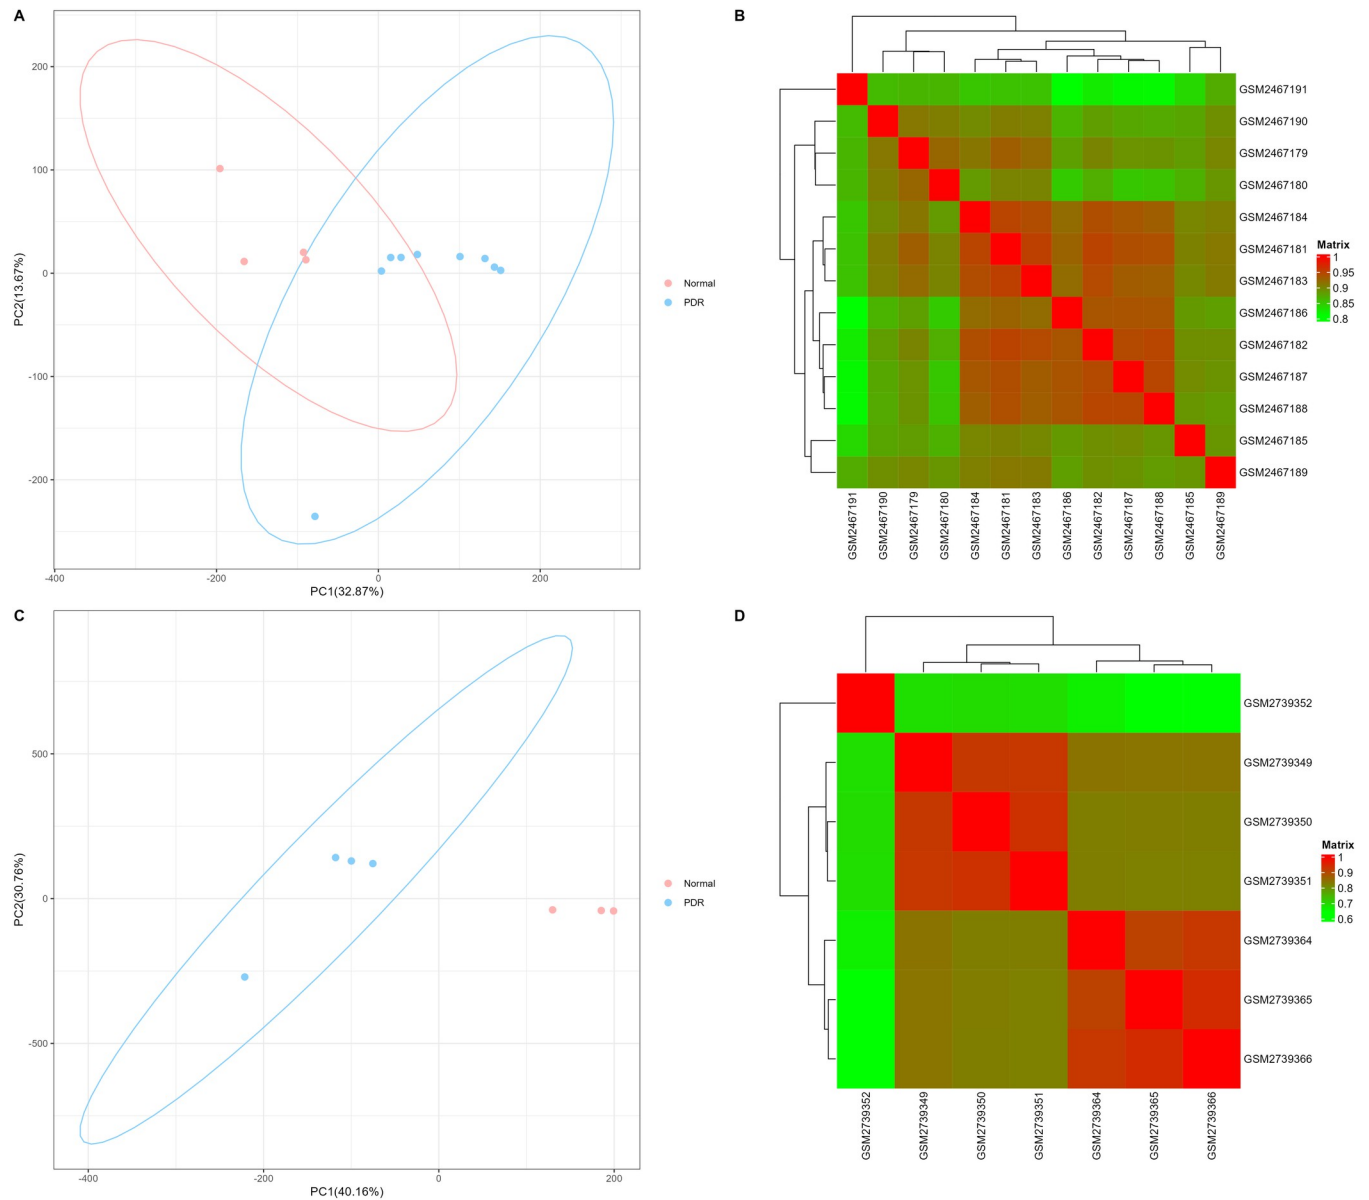 A
200
100
0
-100
-200
PC2(13.67%)
-400
-200
0
200
PC1(32.87%)
Normal
PDR
B
GSM2467191
GSM2467190
GSM2467179
GSM2467180
GSM2467184
GSM2467181
GSM2467183
GSM2467186
GSM2467182
GSM2467187
GSM2467188
GSM2467185
GSM2467189
GSM2467191
GSM2467190
GSM2467179
GSM2467180
GSM2467184
GSM2467181
GSM2467183
GSM2467186
GSM2467182
GSM2467187
GSM2467188
GSM2467185
GSM2467189
Matrix
1
0.95
0.9
0.85
0.8
C
500
0
-500
PC2(30.76%)
-400
-200
0
200
PC1(40.16%)
Normal
PDR
D
GSM2739352
GSM2739349
GSM2739350
GSM2739351
GSM2739364
GSM2739365
GSM2739366
GSM2739352
GSM2739349
GSM2739350
GSM2739351
GSM2739364
GSM2739365
GSM2739366
Matrix
1
0.9
0.8
0.7
0.6